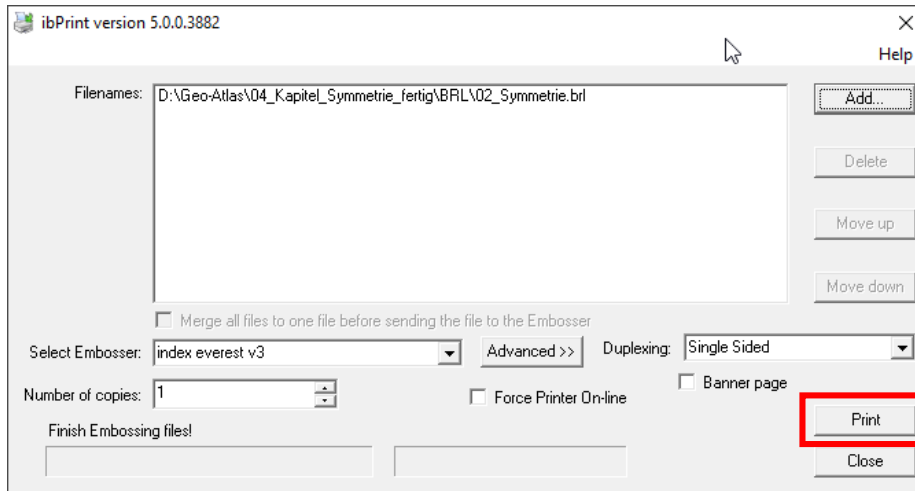 ibPrint version 5.0.0.3882
Help
Filenames:
D:\Geo-Atlas\04_Kapitel_Symmetrie_fertig\BRL\02_Symmetrie.brl
Add...
Delete
Move up
Move down
Merge all files to one file before sending the file to the Embosser
Select Embosser: index everest v3 Advanced >> Duplexing: Single Sided
Number of copies: 1 Force Printer On-line Banner page
Finish Embossing files!
Print
Close